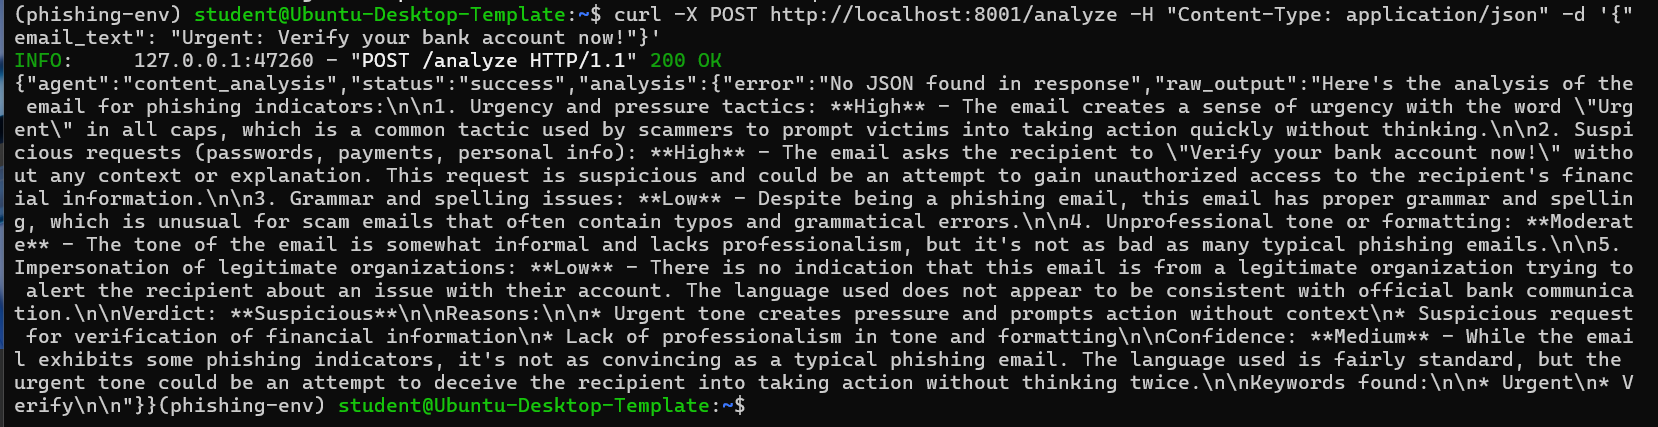 (phishing-env) student@Ubuntu-Desktop-Template:~$ curl -X POST http://localhost:8001/analyze -H "Content-Type: application/json" -d '{"
email_text": "Urgent: Verify your bank account now!"}'
INFO:     127.0.0.1:47260 - "POST /analyze HTTP/1.1" 200 OK
{"agent":"content_analysis","status":"success","analysis":{"error":"No JSON found in response","raw_output":"Here's the analysis of the
 email for phishing indicators:\n\n1. Urgency and pressure tactics: **High** - The email creates a sense of urgency with the word \"Urg
ent\" in all caps, which is a common tactic used by scammers to prompt victims into taking action quickly without thinking.\n\n2. Suspi
cious requests (passwords, payments, personal info): **High** - The email asks the recipient to \"Verify your bank account now!\" witho
ut any context or explanation. This request is suspicious and could be an attempt to gain unauthorized access to the recipient's financ
ial information.\n\n3. Grammar and spelling issues: **Low** - Despite being a phishing email, this email has proper grammar and spellin
g, which is unusual for scam emails that often contain typos and grammatical errors.\n\n4. Unprofessional tone or formatting: **Moderat
e** - The tone of the email is somewhat informal and lacks professionalism, but it's not as bad as many typical phishing emails.\n\n5.
Impersonation of legitimate organizations: **Low** - There is no indication that this email is from a legitimate organization trying to
 alert the recipient about an issue with their account. The language used does not appear to be consistent with official bank communica
tion.\n\nVerdict: **Suspicious**\n\nReasons:\n\n* Urgent tone creates pressure and prompts action without context\n* Suspicious request
 for verification of financial information\n* Lack of professionalism in tone and formatting\n\nConfidence: **Medium** - While the emai
l exhibits some phishing indicators, it's not as convincing as a typical phishing email. The language used is fairly standard, but the
urgent tone could be an attempt to deceive the recipient into taking action without thinking twice.\n\nKeywords found:\n\n* Urgent\n* V
erify\n\n"}}(phishing-env) student@Ubuntu-Desktop-Template:~$